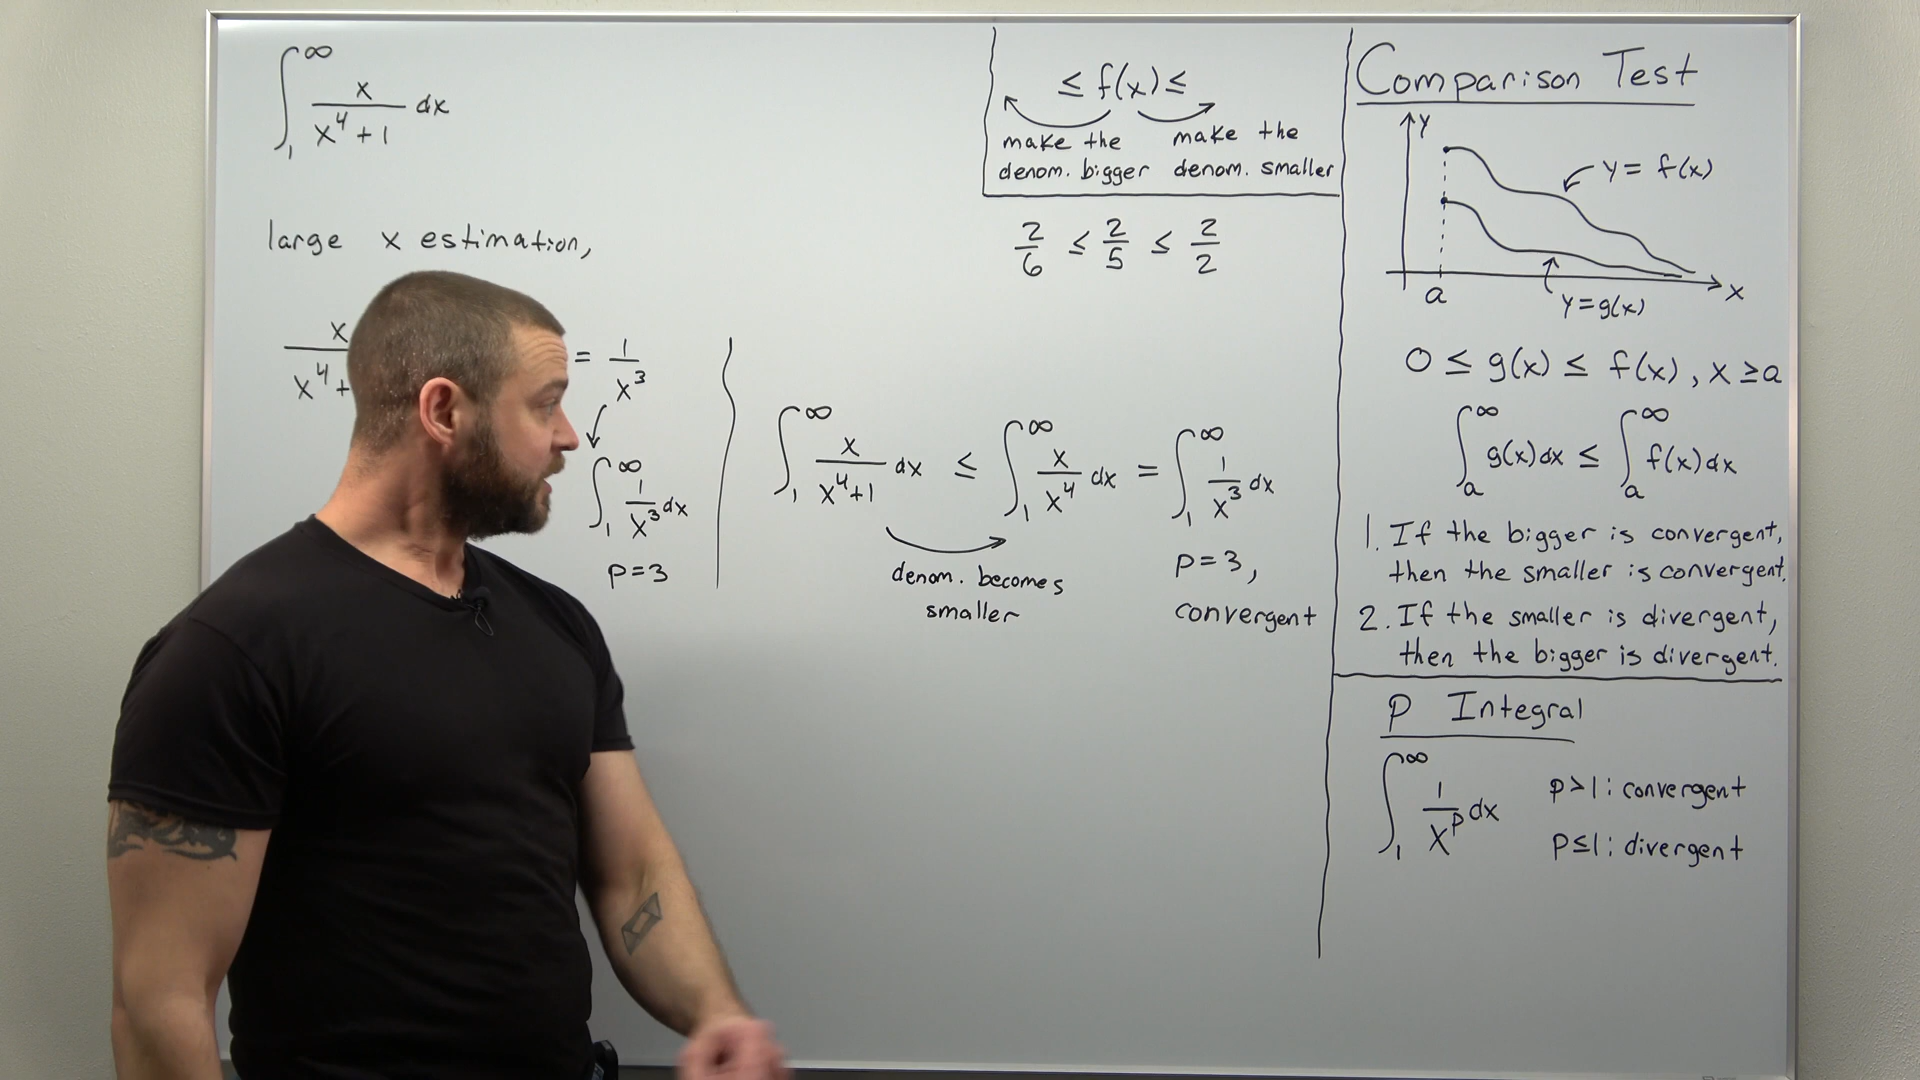 ∫₁^∞ x/(x⁴+1) dx
large x estimation,
x/(x⁴+
= 1/x³
∫₁^∞ 1/x³ dx
p=3
∫₁^∞ x/(x⁴+1) dx ≤ ∫₁^∞ x/x⁴ dx = ∫₁^∞ 1/x³ dx
denom. becomes
smaller
p=3,
convergent
≤ f(x) ≤
make the
denom. bigger
make the
denom. smaller
2/6 ≤ 2/5 ≤ 2/2
Comparison Test
y
y = f(x)
a
x
y=g(x)
0 ≤ g(x) ≤ f(x), x ≥ a
∫ₐ^∞ g(x)dx ≤ ∫ₐ^∞ f(x)dx
1. If the bigger is convergent,
then the smaller is convergent.
2. If the smaller is divergent,
then the bigger is divergent.
P Integral
∫₁^∞ 1/xᵖ dx
p>1: convergent
p≤1: divergent